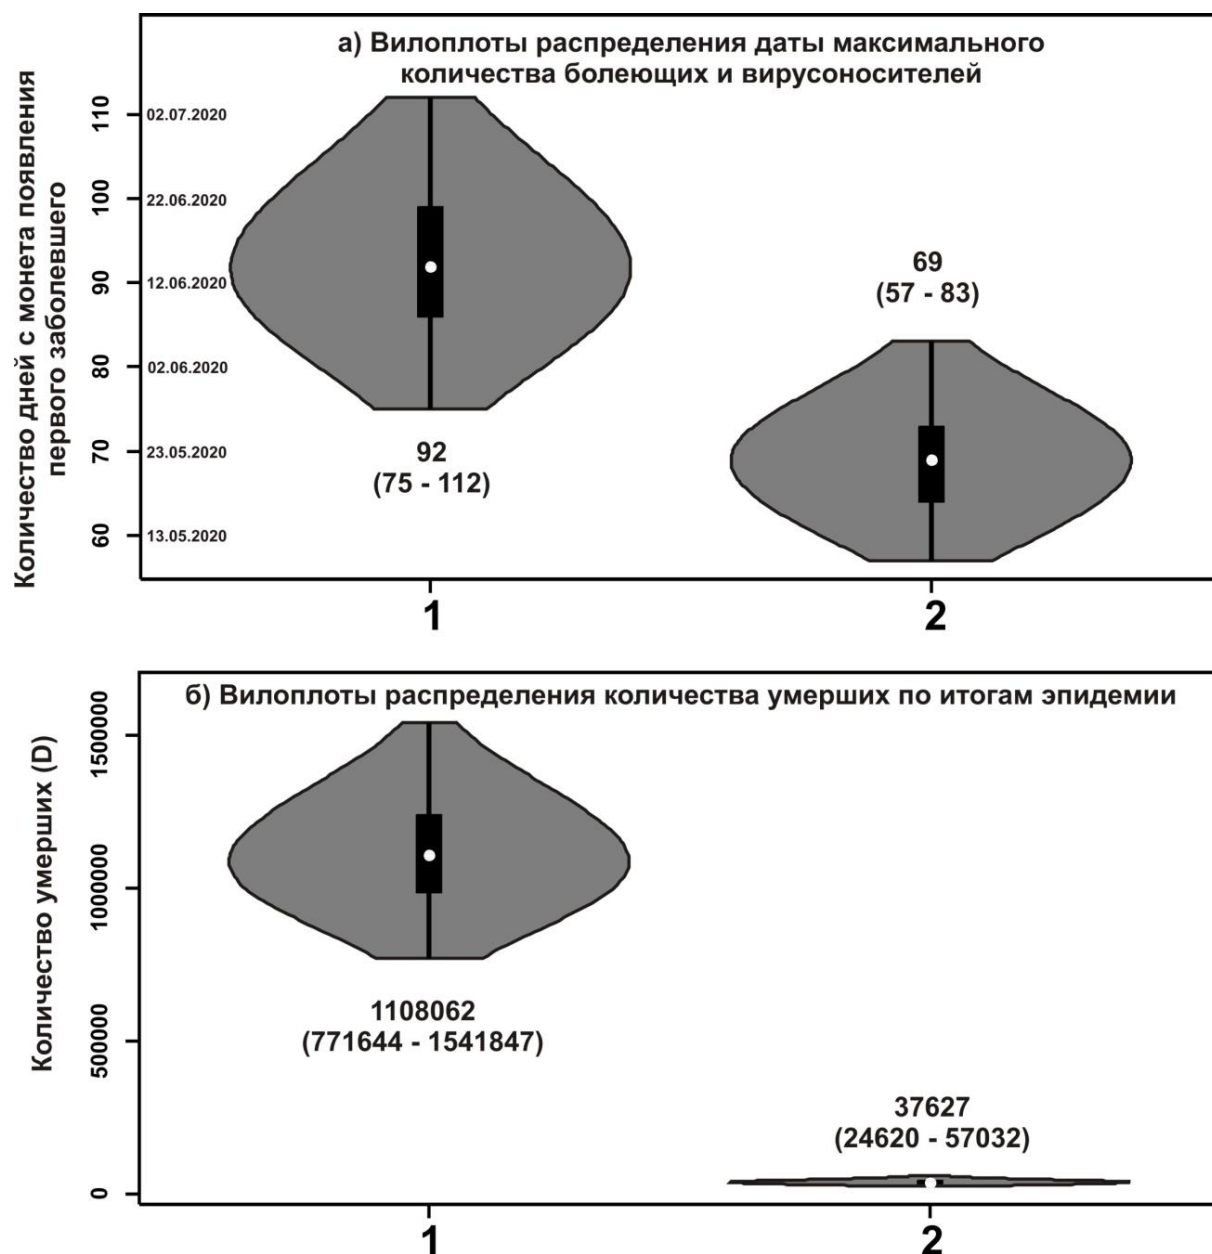 а) Вилоплоты распределения даты максимального
количества болеющих и вирусоносителей
Количество дней с монета появления
первого заболевшего
110
100
90
80
70
60
02.07.2020
22.06.2020
12.06.2020
02.06.2020
23.05.2020
13.05.2020
92
(75 - 112)
69
(57 - 83)
1
2
б) Вилоплоты распределения количества умерших по итогам эпидемии
Количество умерших (D)
1500000
1000000
500000
0
1108062
(771644 - 1541847)
37627
(24620 - 57032)
1
2